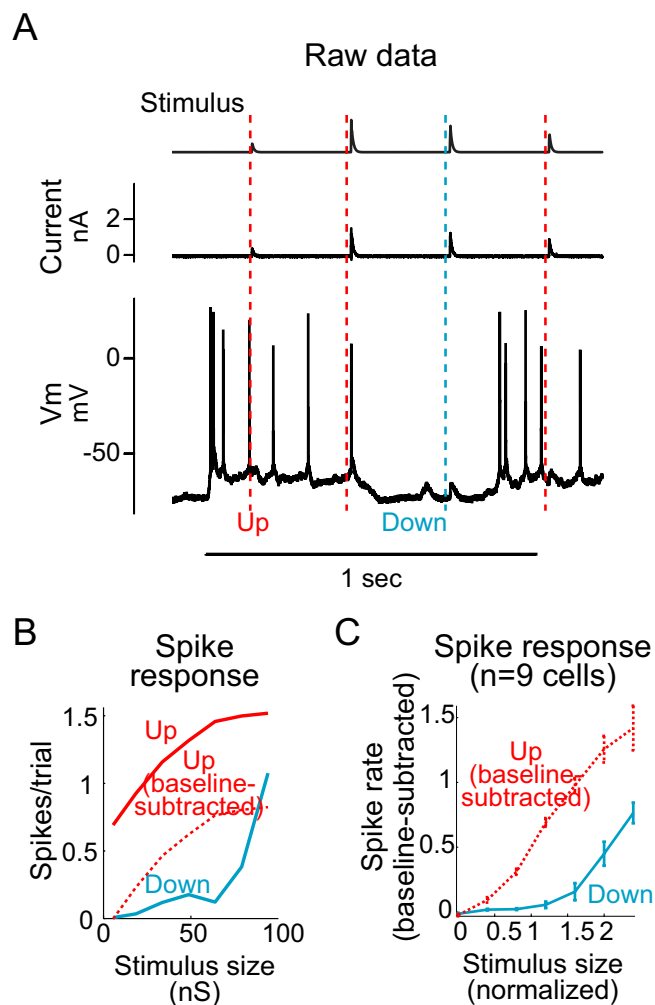 A
Raw data
Stimulus
Current
nA
2
0
Vm
mV
0
-50
Up
Down
1 sec
B
Spike
response
Spikes/trial
1.5
1
0.5
0
Up
Up
(baseline-
subtracted)
Down
0
50
100
Stimulus size
(nS)
C
Spike response
(n=9 cells)
Spike rate
(baseline-subtracted)
1.5
1
0.5
0
Up
(baseline-
subtracted)
Down
0
0.5
1
1.5
2
Stimulus size
(normalized)